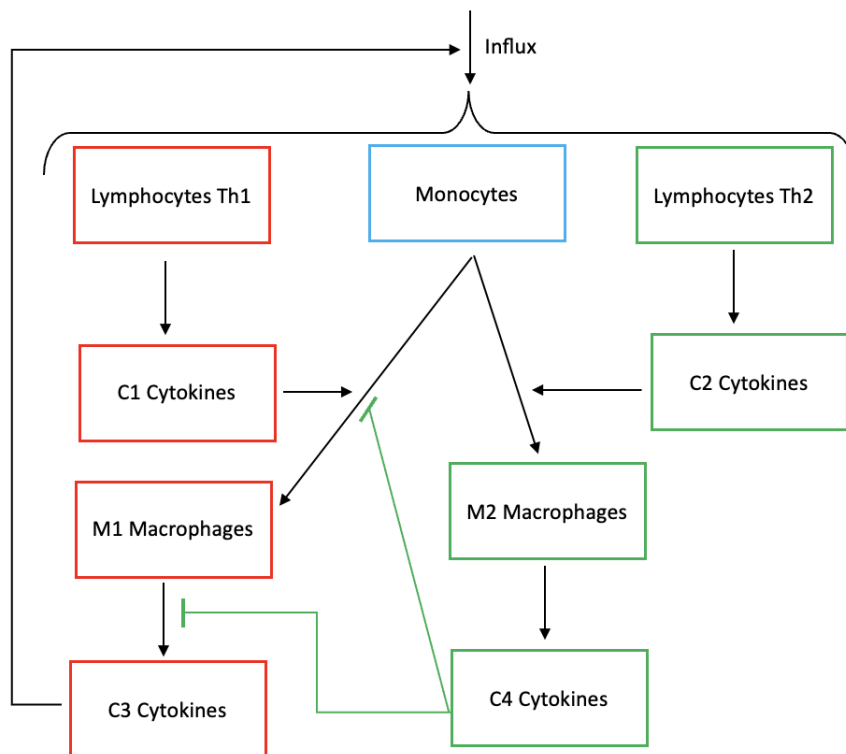 Influx
Lymphocytes Th1
Monocytes
Lymphocytes Th2
C1 Cytokines
C2 Cytokines
M1 Macrophages
M2 Macrophages
C3 Cytokines
C4 Cytokines